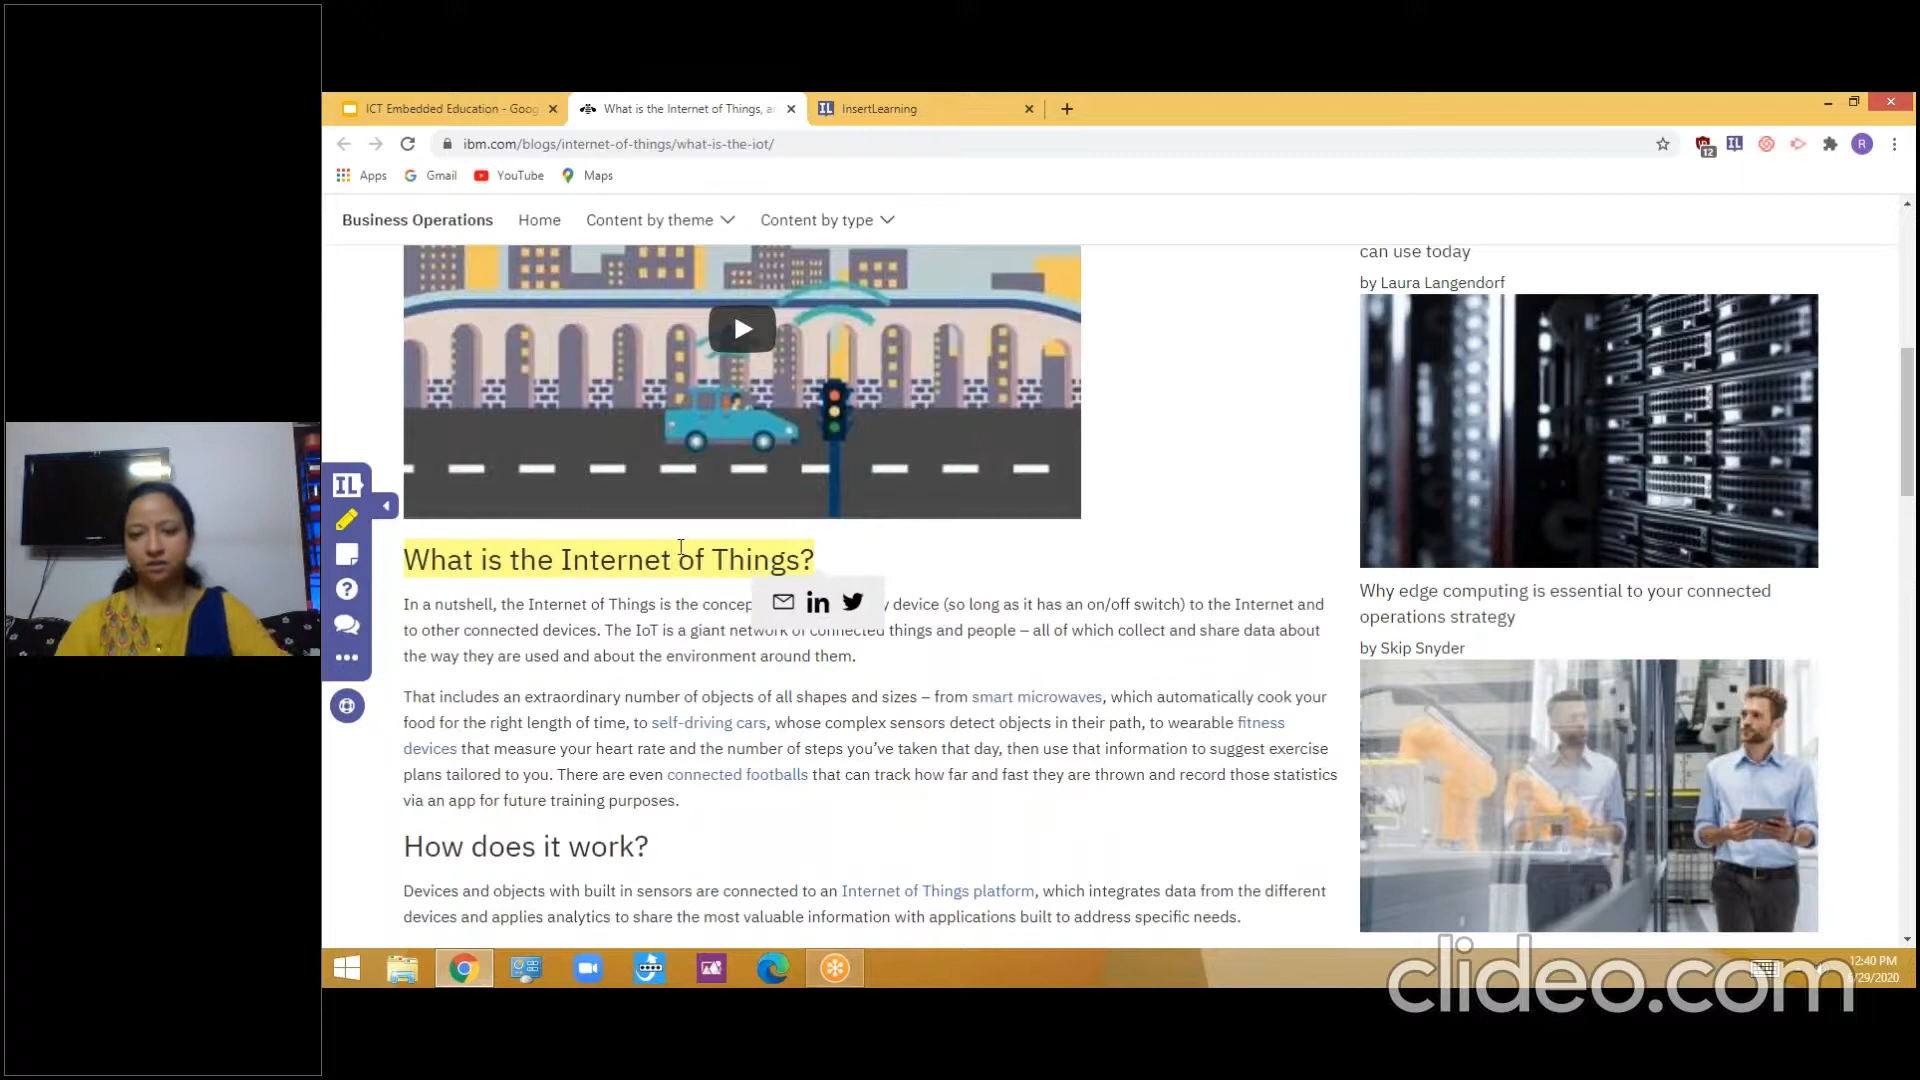 ICT Embedded Education - Goog
What is the Internet of Things, a
IL InsertLearning
ibm.com/blogs/internet-of-things/what-is-the-iot/
12
IL
R
Apps Gmail YouTube Maps
Business Operations Home Content by theme Content by type
can use today
by Laura Langendorf
IL
What is the Internet of Things?
In a nutshell, the Internet of Things is the concep device (so long as it has an on/off switch) to the Internet and
to other connected devices. The IoT is a giant network of connected things and people – all of which collect and share data about
the way they are used and about the environment around them.
That includes an extraordinary number of objects of all shapes and sizes – from smart microwaves, which automatically cook your
food for the right length of time, to self-driving cars, whose complex sensors detect objects in their path, to wearable fitness
devices that measure your heart rate and the number of steps you've taken that day, then use that information to suggest exercise
plans tailored to you. There are even connected footballs that can track how far and fast they are thrown and record those statistics
via an app for future training purposes.
How does it work?
Devices and objects with built in sensors are connected to an Internet of Things platform, which integrates data from the different
devices and applies analytics to share the most valuable information with applications built to address specific needs.
Why edge computing is essential to your connected
operations strategy
by Skip Snyder
12:40 PM
/29/2020
clideo.com